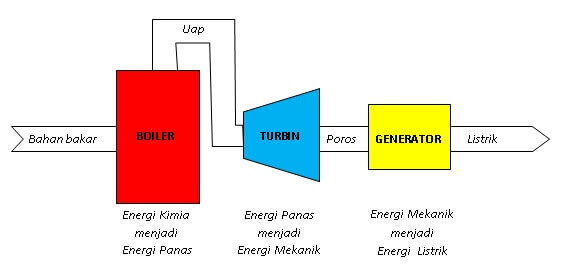 Uap
Bahan bakar
BOILER
TURBIN
Poros
GENERATOR
Listrik
Energi Kimia
menjadi
Energi Panas
Energi Panas
menjadi
Energi Mekanik
Energi Mekanik
menjadi
Energi Listrik